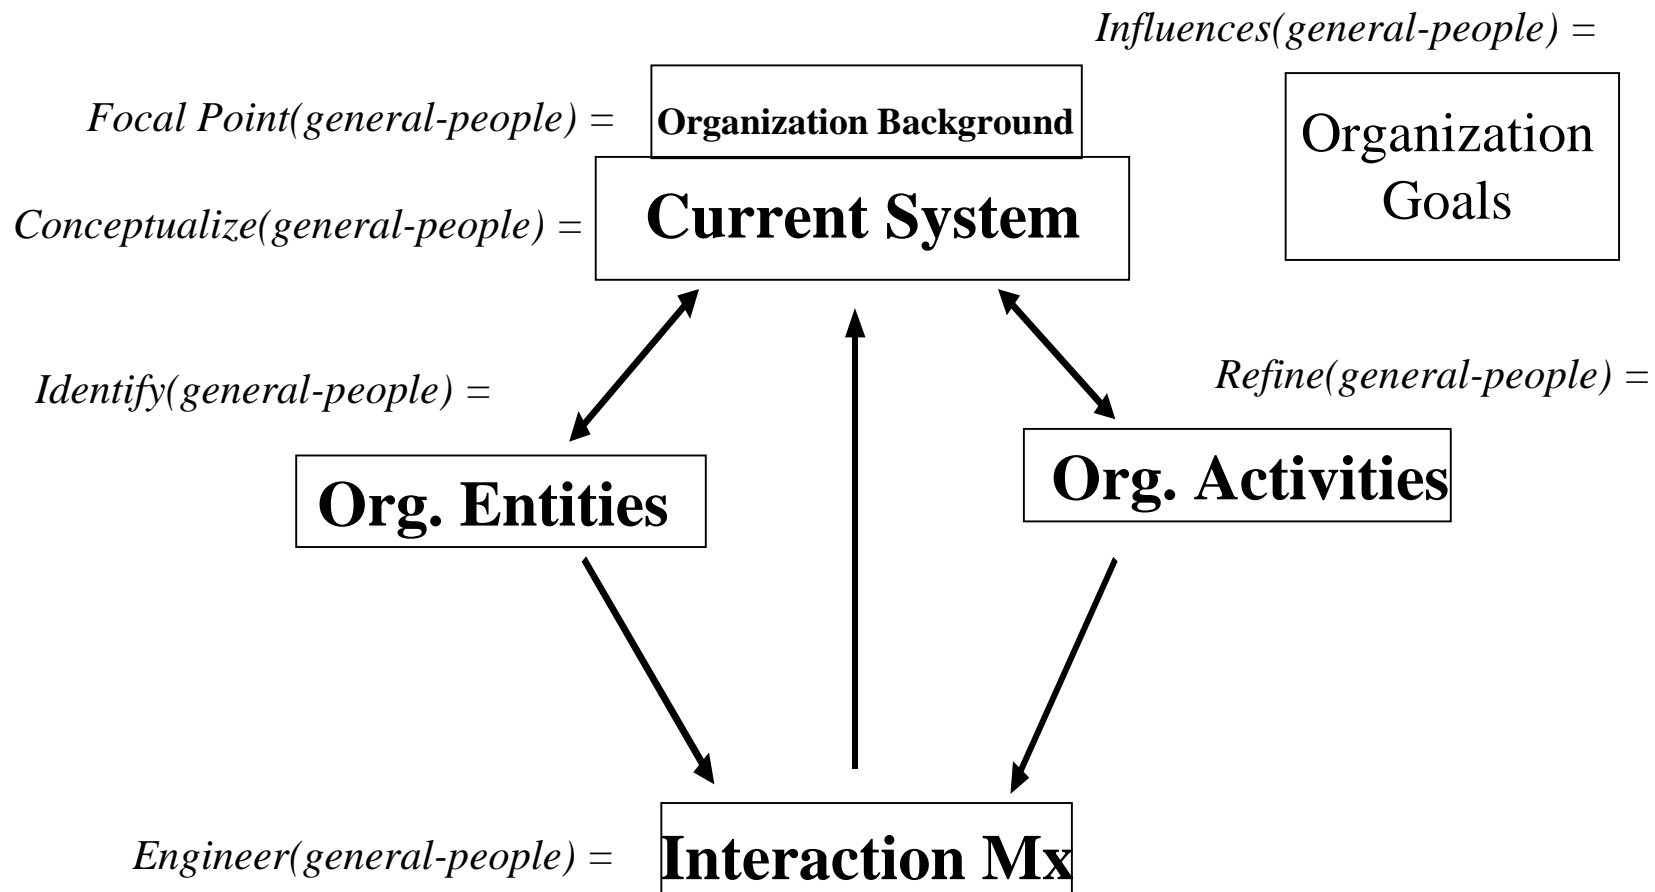 Influences(general-people) =
Focal Point(general-people) =
Organization Background
Organization
Goals
Conceptualize(general-people) =
Current System
Identify(general-people) =
Refine(general-people) =
Org. Entities
Org. Activities
Engineer(general-people) =
Interaction Mx